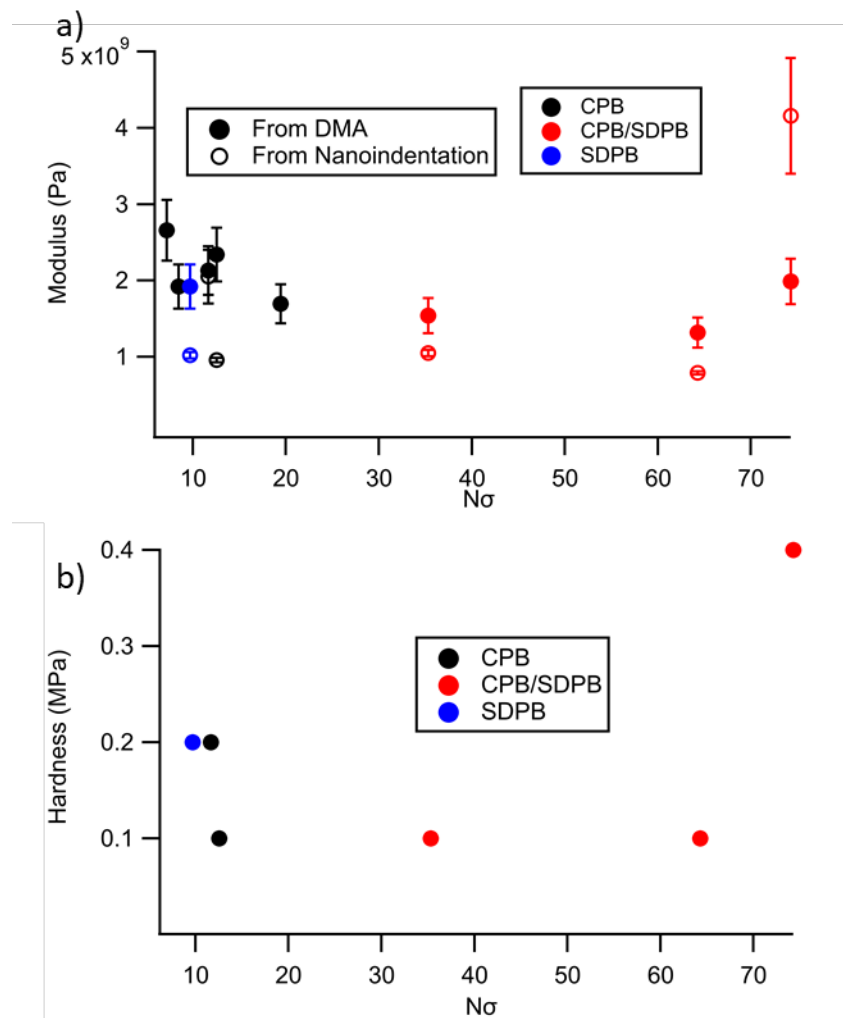 a)
5 x10⁹
4
3
2
1
Modulus (Pa)
From DMA
From Nanoindentation
CPB
CPB/SDPB
SDPB
10 20 30 40 50 60 70
Nσ
b)
0.4
0.3
0.2
0.1
Hardness (MPa)
CPB
CPB/SDPB
SDPB
10 20 30 40 50 60 70
Nσ